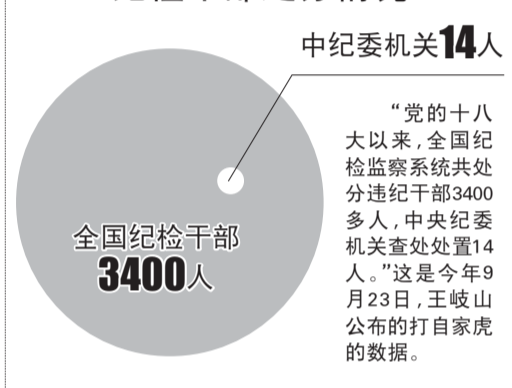 中纪委机关14人
全国纪检干部
3400人
“党的十八
大以来,全国纪
检监察系统共处
分违纪干部3400
多人,中央纪委
机关查处处置14
人。”这是今年9
月23日,王岐山
公布的打自家虎
的数据。